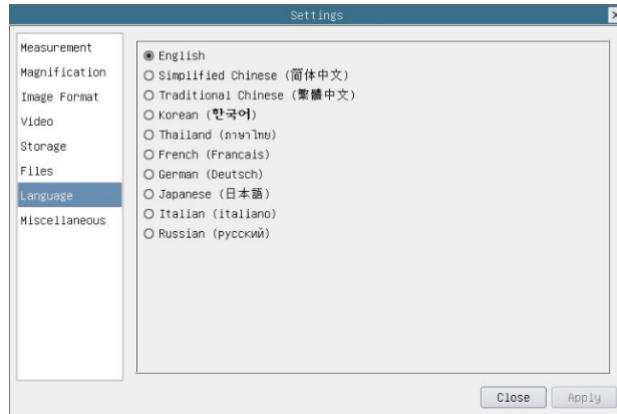 Settings
Measurement
Magnification
Image Format
Video
Storage
Files
Language
Miscellaneous
English
Simplified Chinese (简体中文)
Traditional Chinese (繁體中文)
Korean (한국어)
Thailand (ภาษาไทย)
French (Francais)
German (Deutsch)
Japanese (日本語)
Italian (italiano)
Russian (русский)
Close
Apply